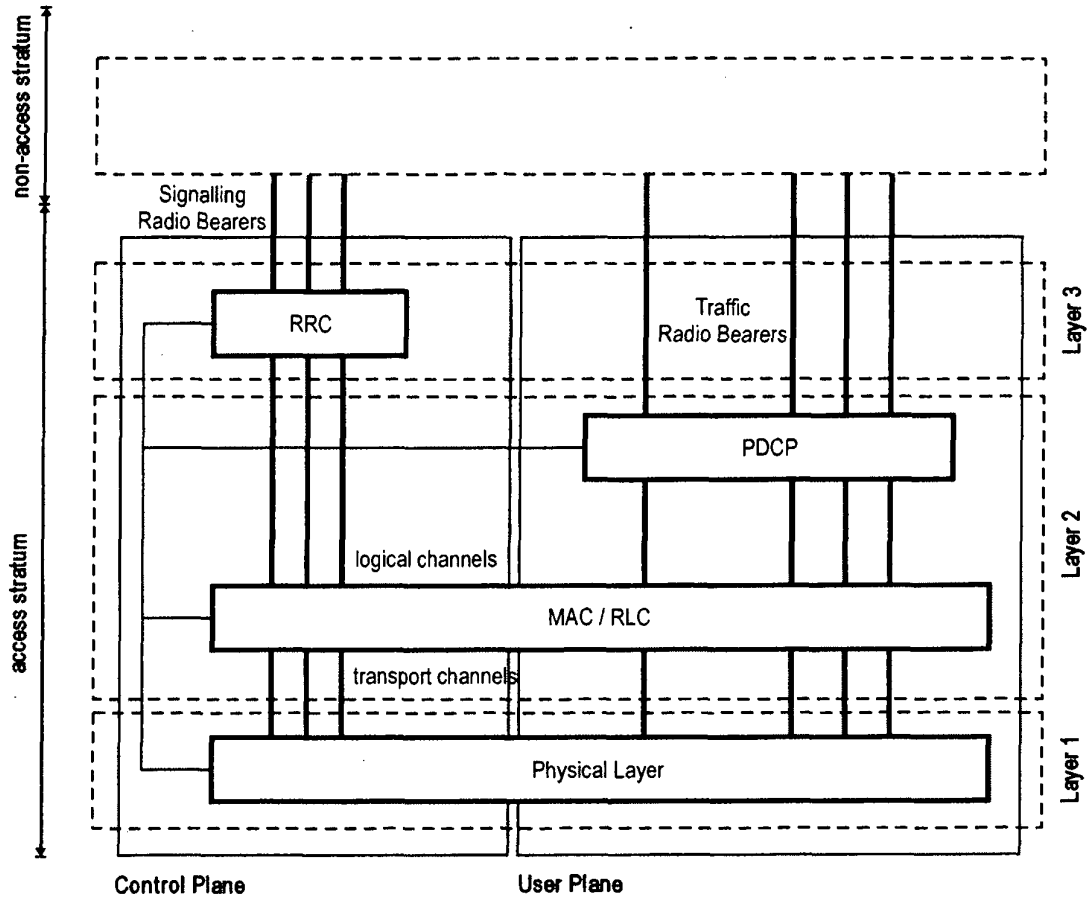 non-access stratum
Signalling
Radio Bearers
RRC
Traffic
Radio Bearers
Layer 3
PDCP
Layer 2
logical channels
MAC / RLC
access stratum
transport channels
Physical Layer
Layer 1
Control Plane
User Plane